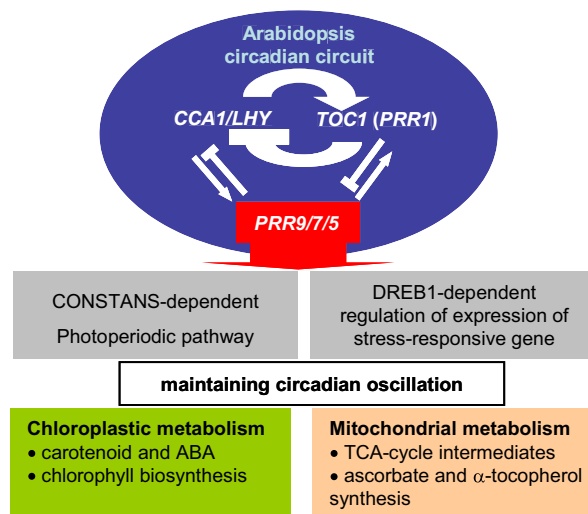 Arabidopsis
circadian circuit
CCA1/LHY TOC1 (PRR1)
PRR9/7/5
CONSTANS-dependent
Photoperiodic pathway
DREB1-dependent
regulation of expression of
stress-responsive gene
maintaining circadian oscillation
Chloroplastic metabolism
• carotenoid and ABA
• chlorophyll biosynthesis
Mitochondrial metabolism
• TCA-cycle intermediates
• ascorbate and α-tocopherol
synthesis